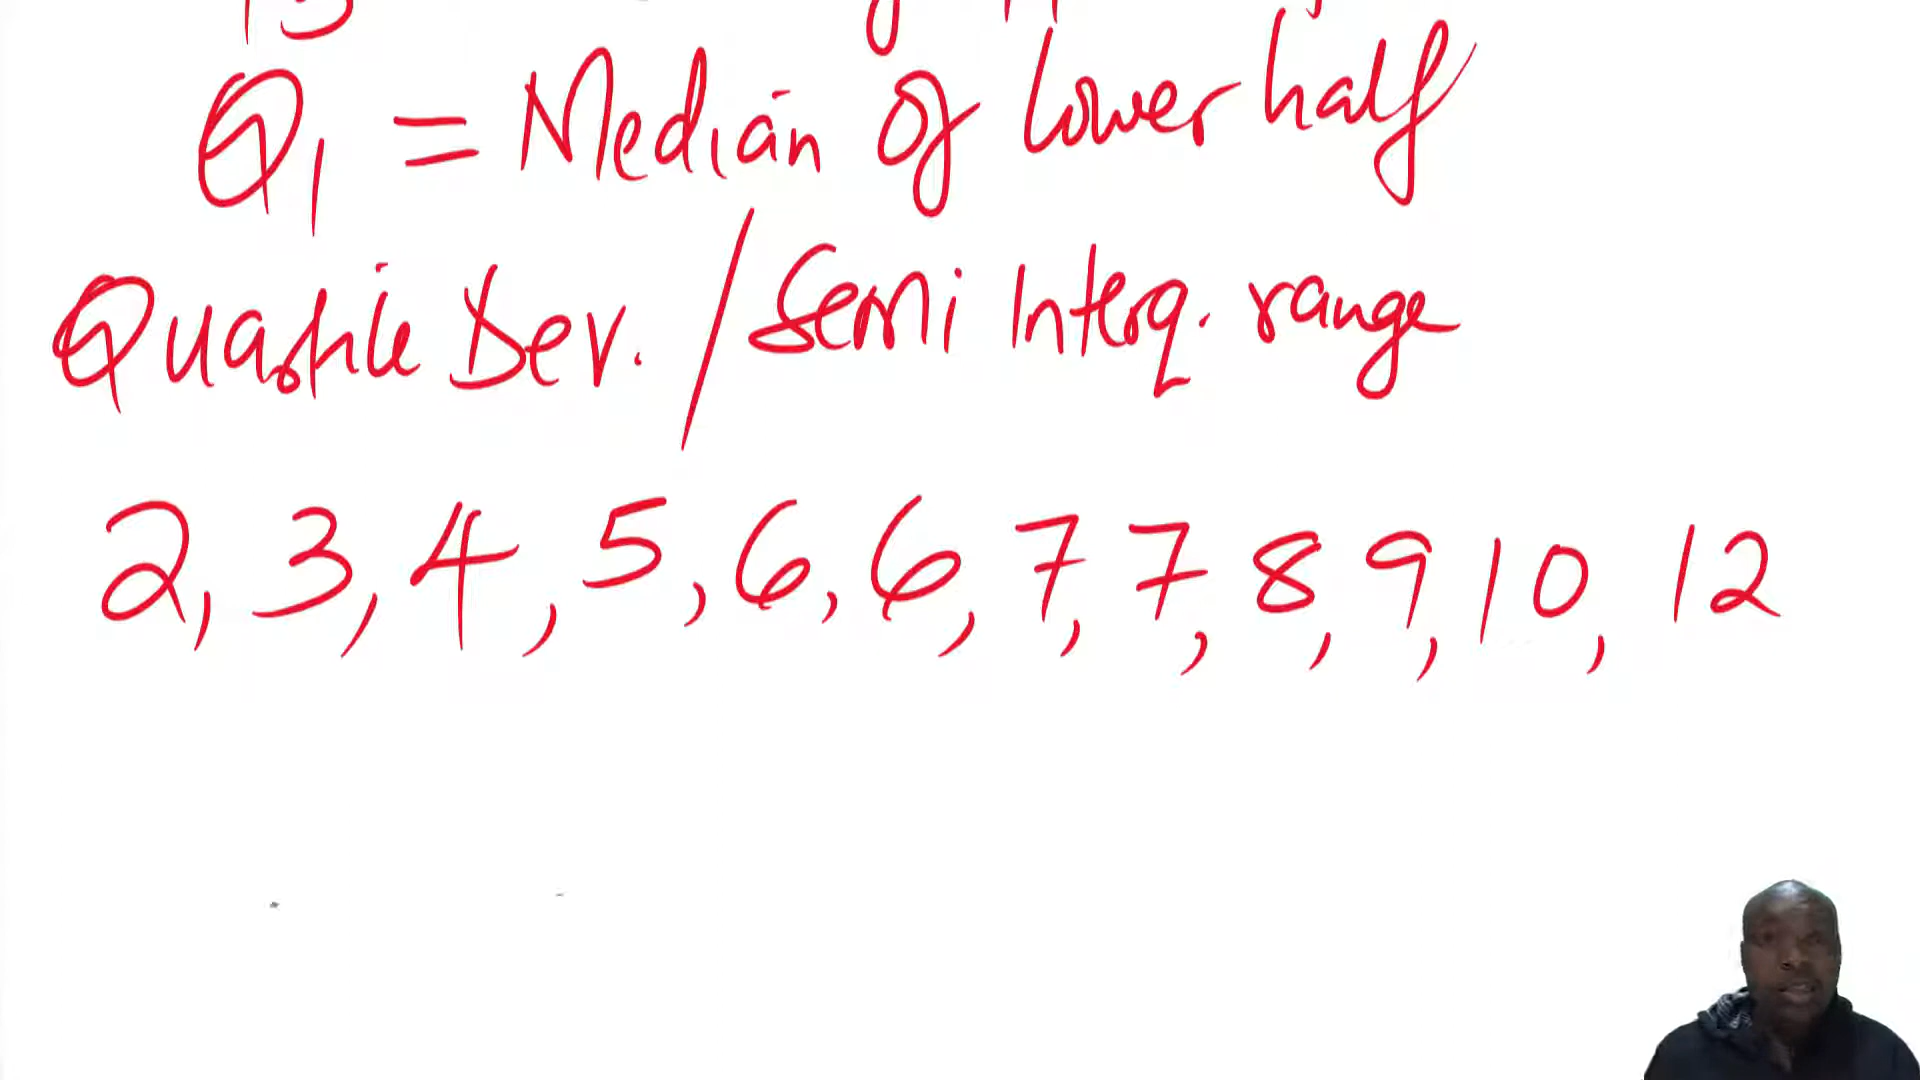 Q1 = Median of lower half
Quartile Dev. / Semi Interq. range
2, 3, 4, 5, 6, 6, 7, 7, 8, 9, 10, 12